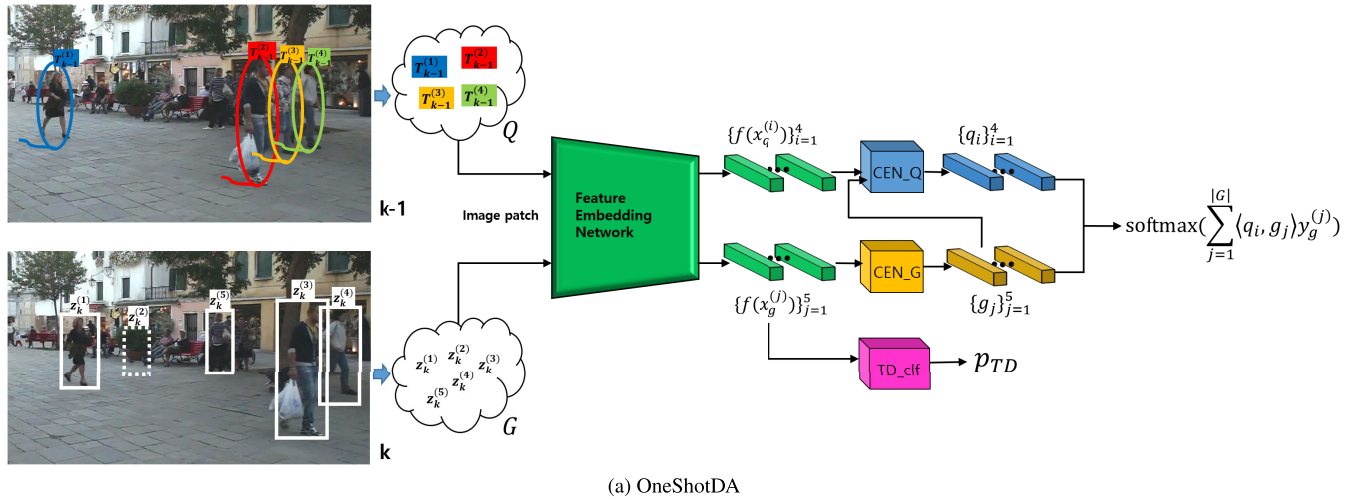 T_{k-1}^{(1)} T_{k-1}^{(2)} T_{k-1}^{(3)} T_{k-1}^{(4)}
k-1
T_{k-1}^{(1)} T_{k-1}^{(2)}
T_{k-1}^{(3)} T_{k-1}^{(4)}
Q
Image patch
Feature
Embedding
Network
{f(x_q^{(i)})}_{i=1}^4
CEN_Q
{q_i}_{i=1}^4
softmax(∑_{j=1}^{|G|}⟨q_i, g_j⟩y_g^{(j)})
CEN_G
{f(x_g^{(j)})}_{j=1}^5
{g_j}_{j=1}^5
TD_clf
p_{TD}
z_k^{(1)} z_k^{(2)} z_k^{(5)} z_k^{(3)} z_k^{(4)}
k
z_k^{(1)} z_k^{(2)} z_k^{(3)}
z_k^{(5)} z_k^{(4)}
G
(a) OneShotDA